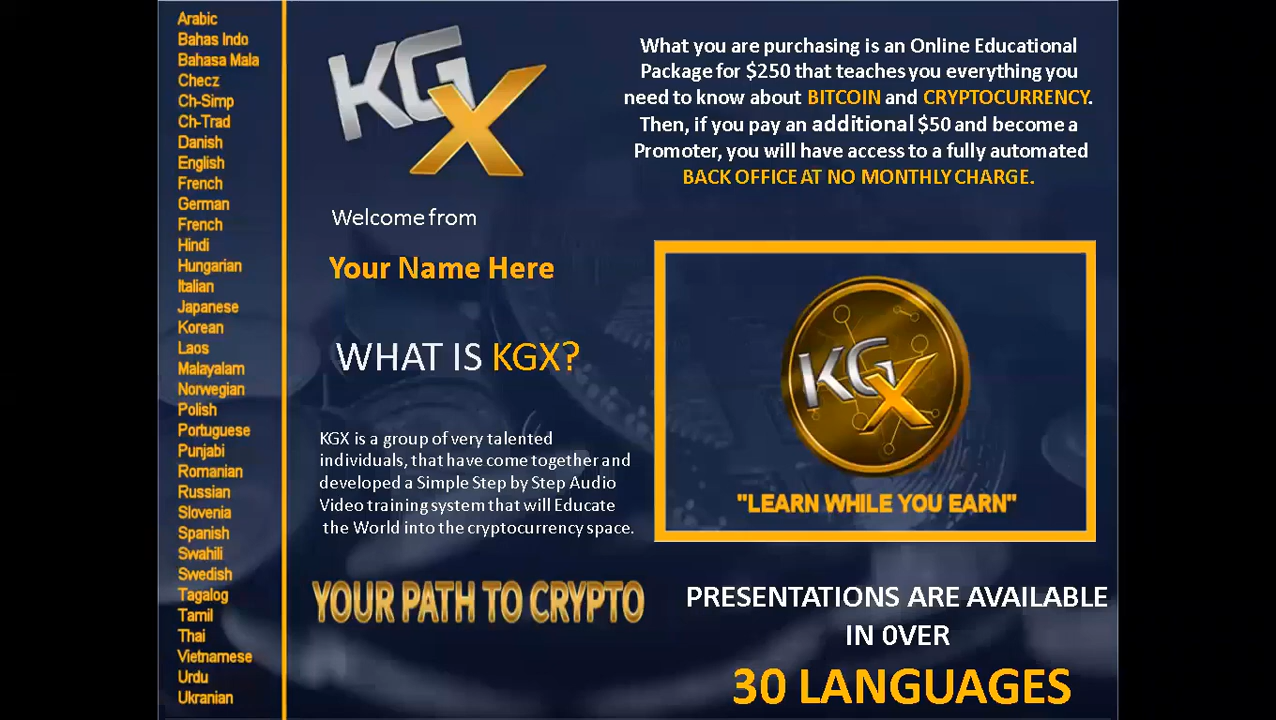 Arabic
Bahas Indo
Bahasa Mala
Checz
Ch-Simp
Ch-Trad
Danish
English
French
German
French
Hindi
Hungarian
Italian
Japanese
Korean
Laos
Malayalam
Norwegian
Polish
Portuguese
Punjabi
Romanian
Russian
Slovenia
Spanish
Swahili
Swedish
Tagalog
Tamil
Thai
Vietnamese
Urdu
Ukranian
KGX
Welcome from
Your Name Here
WHAT IS KGX?
KGX is a group of very talented
individuals, that have come together and
developed a Simple Step by Step Audio
Video training system that will Educate
the World into the cryptocurrency space.
YOUR PATH TO CRYPTO
What you are purchasing is an Online Educational
Package for $250 that teaches you everything you
need to know about BITCOIN and CRYPTOCURRENCY.
Then, if you pay an additional $50 and become a
Promoter, you will have access to a fully automated
BACK OFFICE AT NO MONTHLY CHARGE.
KGX
"LEARN WHILE YOU EARN"
PRESENTATIONS ARE AVAILABLE
IN 0VER
30 LANGUAGES